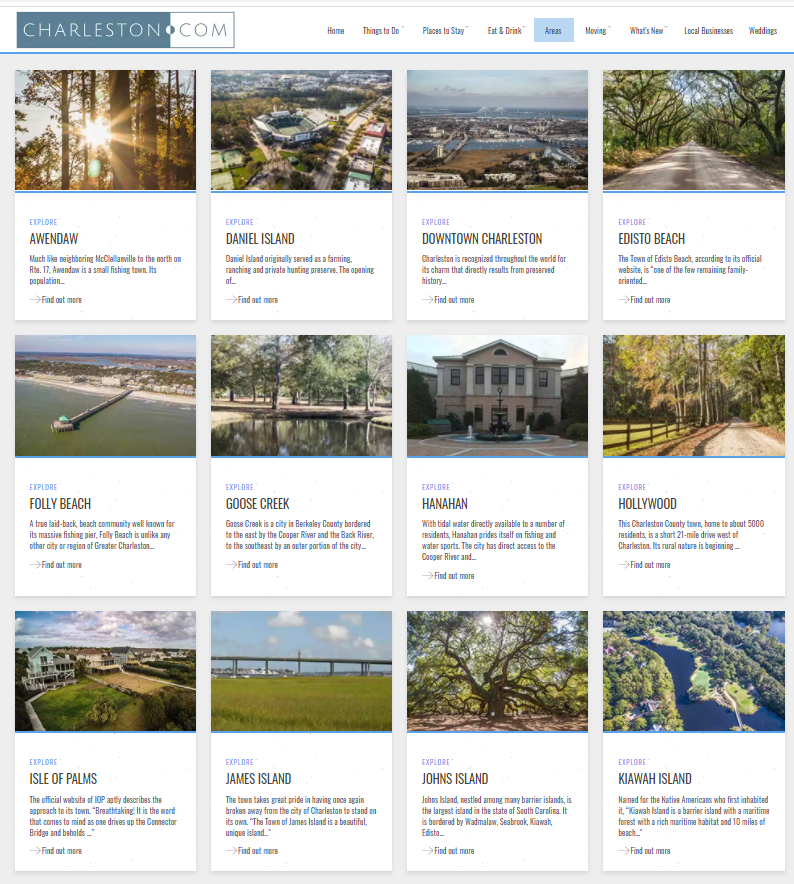 CHARLESTON COM
Home Things to Do Places to Stay Eat & Drink Areas Moving What's New Local Businesses Weddings
EXPLORE
AWENDAW
Much like neighboring McClellanville to the north on
Rte. 17, Awendaw is a small fishing town. Its
population...
Find out more
EXPLORE
DANIEL ISLAND
Daniel Island originally served as a farming,
ranching and private hunting preserve. The opening
of...
Find out more
EXPLORE
DOWNTOWN CHARLESTON
Charleston is recognized throughout the world for
its charm that directly results from preserved
history...
Find out more
EXPLORE
EDISTO BEACH
The Town of Edisto Beach, according to its official
website, is "one of the few remaining family-
oriented...
Find out more
EXPLORE
FOLLY BEACH
A true laid-back, beach community well known for
its massive fishing pier, Folly Beach is unlike any
other city or region of Greater Charleston...
Find out more
EXPLORE
GOOSE CREEK
Goose Creek is a city in Berkeley County bordered
to the east by the Cooper River and the Back River,
to the southeast by an outer portion of the city...
Find out more
EXPLORE
HANAHAN
With tidal water directly available to a number of
residents, Hanahan prides itself on fishing and
water sports. The city has direct access to the
Cooper River and...
Find out more
EXPLORE
HOLLYWOOD
This Charleston County town, home to about 5000
residents, is a short 21-mile drive west of
Charleston. Its rural nature is beginning ...
Find out more
EXPLORE
ISLE OF PALMS
The official website of IOP aptly describes the
approach to its town. "Breathtaking! It is the word
that comes to mind as one drives up the Connector
Bridge and beholds ..."
Find out more
EXPLORE
JAMES ISLAND
The town takes great pride in having once again
broken away from the city of Charleston to stand on
its own. "The Town of James Island is a beautiful,
unique island..."
Find out more
EXPLORE
JOHNS ISLAND
Johns Island, nestled among many barrier islands, is
the largest island in the state of South Carolina. It
is bordered by Wadmalaw, Seabrook, Kiawah,
Edisto...
Find out more
EXPLORE
KIAWAH ISLAND
Named for the Native Americans who first inhabited
it, "Kiawah Island is a barrier island with a maritime
forest with a rich maritime habitat and 10 miles of
beach..."
Find out more